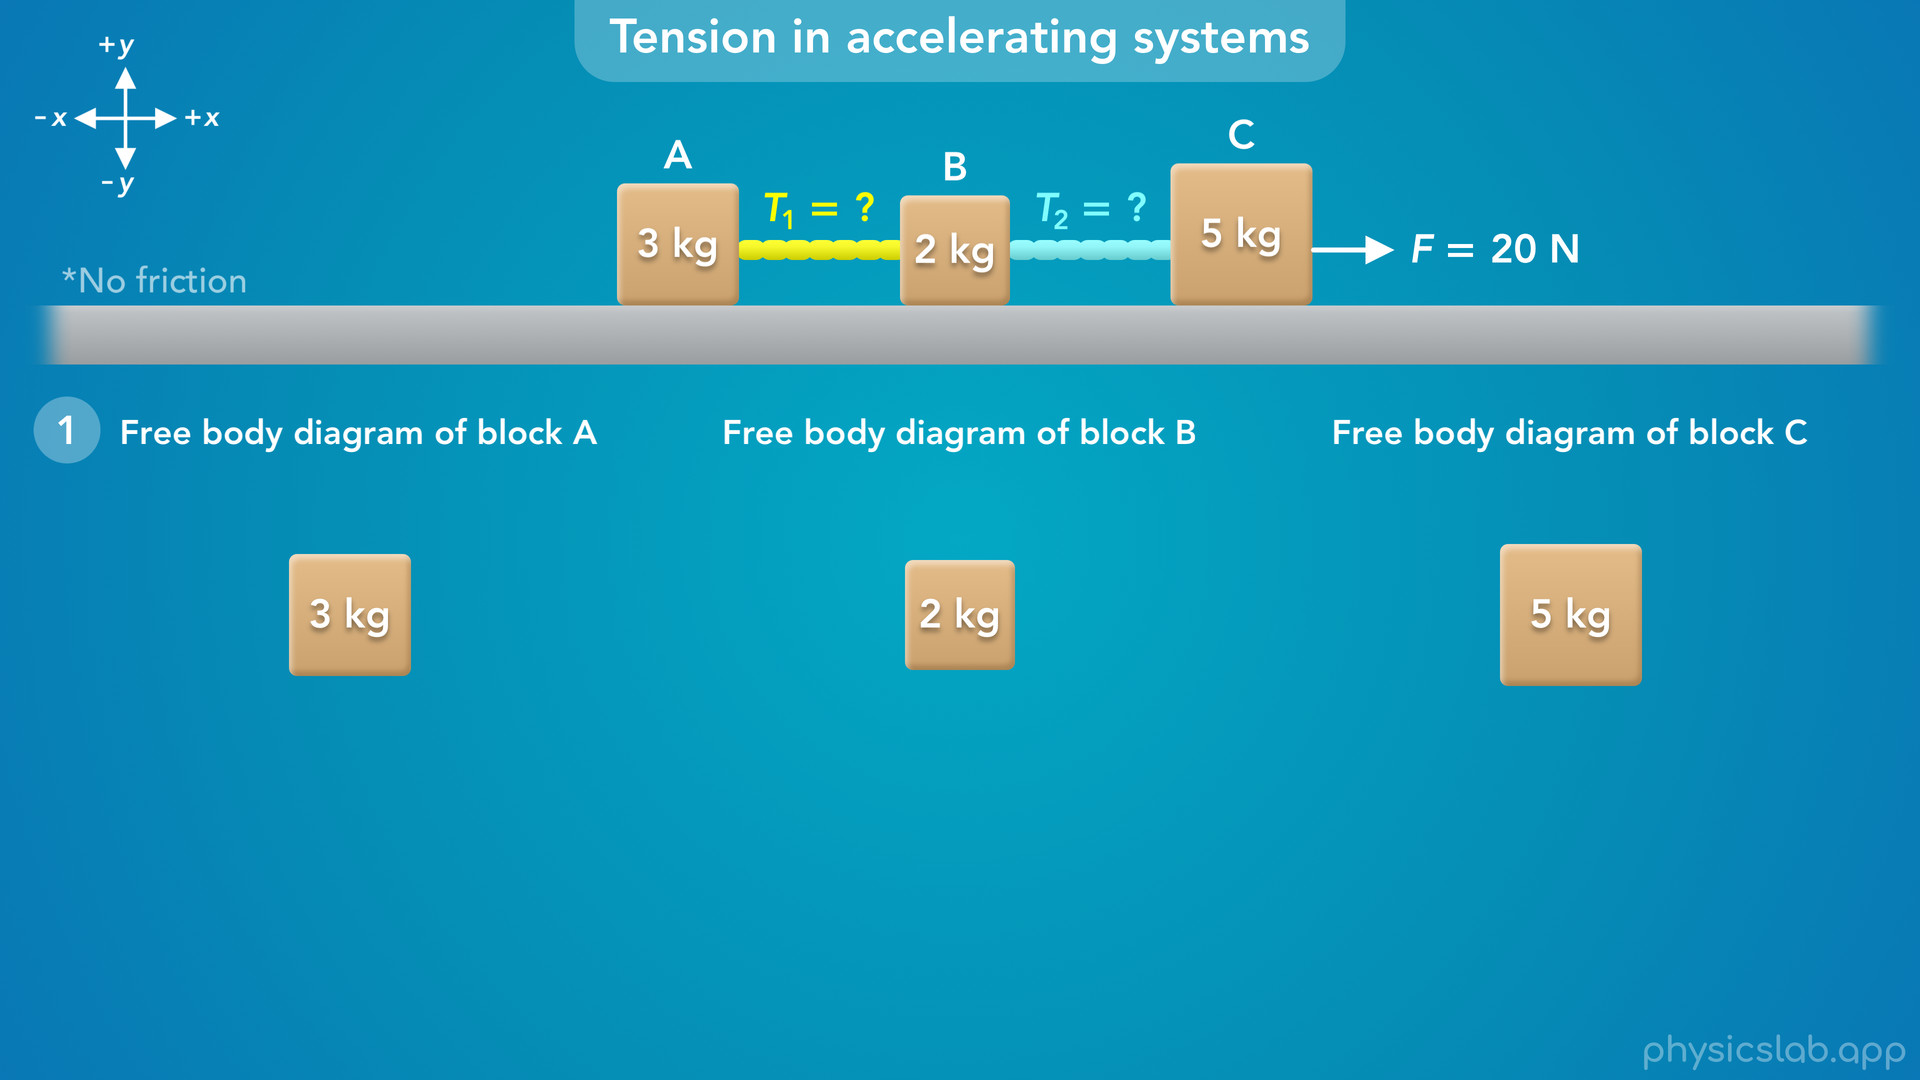 Tension in accelerating systems
+y
−x +x
−y
A B C
T₁ = ? T₂ = ?
3 kg 2 kg 5 kg F = 20 N
*No friction
1 Free body diagram of block A Free body diagram of block B Free body diagram of block C
3 kg 2 kg 5 kg
physicslab.app